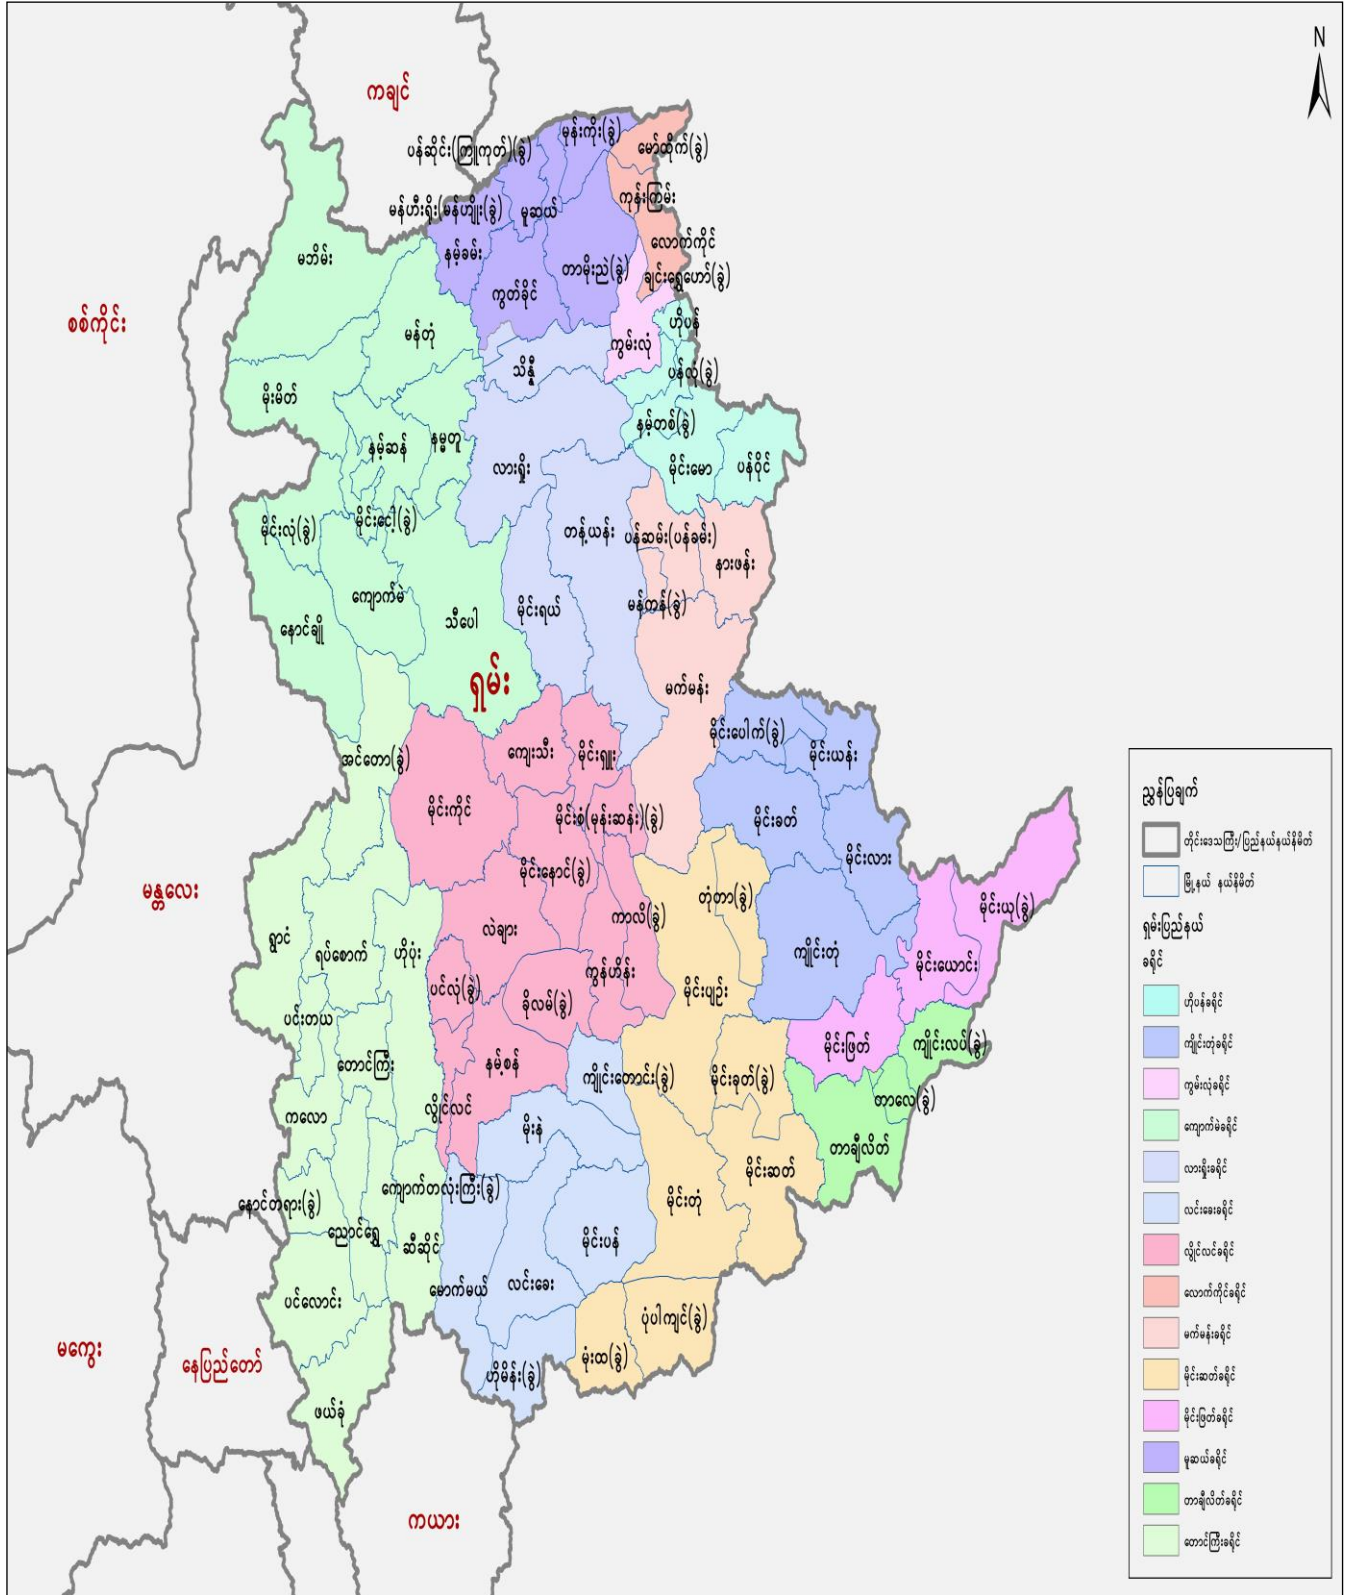 N
ကချင်
မုန်းကိုး(ခွဲ)
မော်ထိုက်(ခွဲ)
ပန်ဆိုင်း(ကြူကုတ်)(ခွဲ)
ကုန်းကြမ်း
မန်ဟီးရိုး(မန်ဟျိုး)(ခွဲ)
မူဆယ်
လောက်ကိုင်
မဘိမ်း
နမ့်ခမ်း
တာမိုးညဲ(ခွဲ)
ချင်းရွှေဟော်(ခွဲ)
ကွတ်ခိုင်
စစ်ကိုင်း
မန်တုံ
ဟိုပန်
ကွမ်းလုံ
သိန္နီ
ပန်လုံ(ခွဲ)
မိုးမိတ်
နမ့်တစ်(ခွဲ)
နမ့်ဆန်
နမ္မတူ
လားရှိုး
မိုင်းမော
ပန်ဝိုင်
မိုင်းလုံ(ခွဲ)
မိုင်းငေါ့(ခွဲ)
တန့်ယန်း
ပန်ဆမ်း(ပန်ခမ်း)
နားဖန်း
ကျောက်မဲ
မိုင်းရယ်
မန်ကန်(ခွဲ)
နောင်ချို
သီပေါ
ရှမ်း
မက်မန်း
မိုင်းပေါက်(ခွဲ)
အင်တော(ခွဲ)
ကျေးသီး
မိုင်းရှူး
မိုင်းယန်း
မိုင်းကိုင်
မိုင်းစံ(မုန်းဆန်း)(ခွဲ)
မိုင်းခတ်
မိုင်းလား
မိုင်းနောင်(ခွဲ)
မန္တလေး
တုံတာ(ခွဲ)
မိုင်းယု(ခွဲ)
ကာလိ(ခွဲ)
ရွာငံ
ရပ်စောက်
ဟိုပုံး
လဲချား
ကျိုင်းတုံ
မိုင်းယောင်း
ကွန်ဟိန်း
ပင်လုံ(ခွဲ)
ခိုလမ်(ခွဲ)
မိုင်းပျဉ်း
ပင်းတယ
မိုင်းဖြတ်
ကျိုင်းလပ်(ခွဲ)
တောင်ကြီး
နမ့်စန်
ကျိုင်းတောင်း(ခွဲ)
မိုင်းခုတ်(ခွဲ)
တာလေ(ခွဲ)
ကလော
လွိုင်လင်
မိုးနဲ
တာချီလိတ်
မိုင်းဆတ်
ကျောက်တလုံးကြီး(ခွဲ)
နောင်တရား(ခွဲ)
မိုင်းတုံ
ညောင်ရွှေ
ဆီဆိုင်
မိုင်းပန်
မောက်မယ်
လင်းခေး
ပင်လောင်း
ပုံပါကျင်(ခွဲ)
မကွေး
နေပြည်တော်
မုံးထ(ခွဲ)
ဟိုမိန်း(ခွဲ)
ဖယ်ခုံ
ကယား
ညွှန်ပြချက်
တိုင်းဒေသကြီး/ပြည်နယ်နယ်နိမိတ်
မြို့နယ် နယ်နိမိတ်
ရှမ်းပြည်နယ်
ခရိုင်
ဟိုပန်ခရိုင်
ကျိုင်းတုံခရိုင်
ကွမ်းလုံခရိုင်
ကျောက်မဲခရိုင်
လားရှိုးခရိုင်
လင်းခေးခရိုင်
လွိုင်လင်ခရိုင်
လောက်ကိုင်ခရိုင်
မက်မန်းခရိုင်
မိုင်းဆတ်ခရိုင်
မိုင်းဖြတ်ခရိုင်
မူဆယ်ခရိုင်
တာချီလိတ်ခရိုင်
တောင်ကြီးခရိုင်